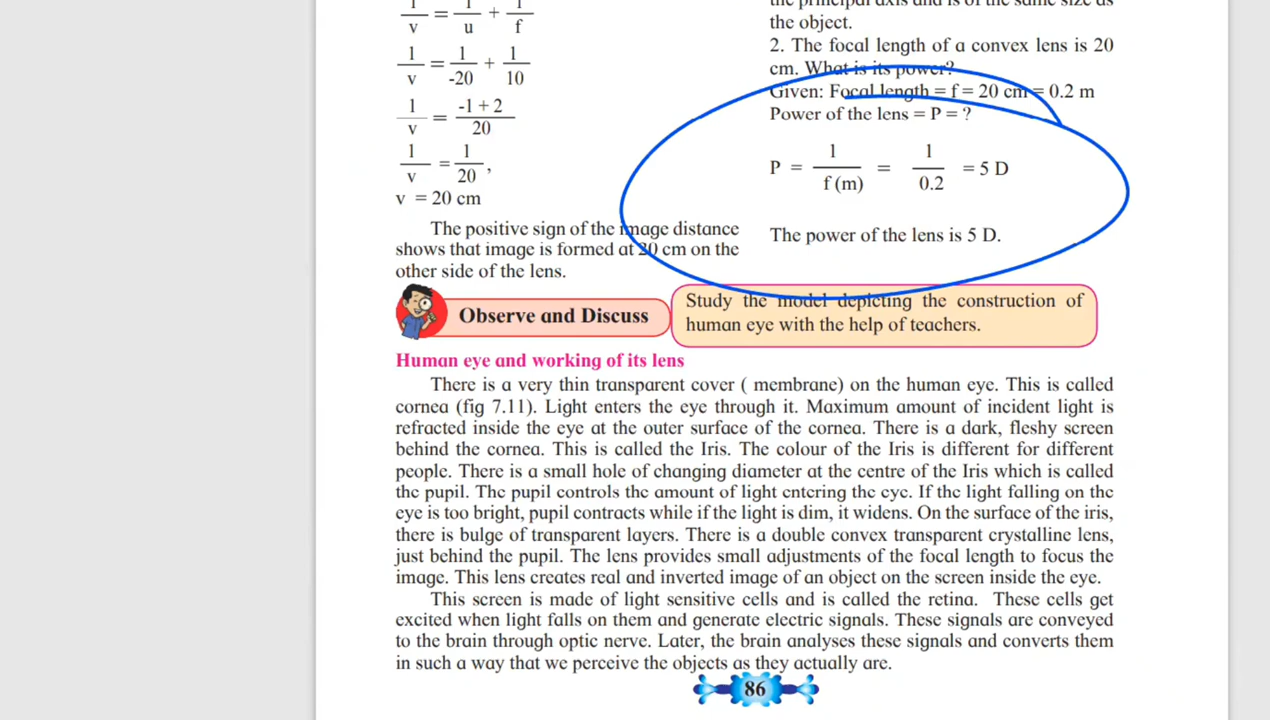 1/v = 1/u + 1/f
1/v = 1/-20 + 1/10
1/v = -1 + 2/20
1/v = 1/20 ,
v = 20 cm
The positive sign of the image distance
shows that image is formed at 20 cm on the
other side of the lens.
the principal axis and is of the same size as
the object.
2. The focal length of a convex lens is 20
cm. What is its power?
Given: Focal length = f = 20 cm = 0.2 m
Power of the lens = P = ?
P = 1/f (m) = 1/0.2 = 5 D
The power of the lens is 5 D.
Observe and Discuss
Study the model depicting the construction of
human eye with the help of teachers.
Human eye and working of its lens
There is a very thin transparent cover ( membrane) on the human eye. This is called
cornea (fig 7.11). Light enters the eye through it. Maximum amount of incident light is
refracted inside the eye at the outer surface of the cornea. There is a dark, fleshy screen
behind the cornea. This is called the Iris. The colour of the Iris is different for different
people. There is a small hole of changing diameter at the centre of the Iris which is called
the pupil. The pupil controls the amount of light entering the eye. If the light falling on the
eye is too bright, pupil contracts while if the light is dim, it widens. On the surface of the iris,
there is bulge of transparent layers. There is a double convex transparent crystalline lens,
just behind the pupil. The lens provides small adjustments of the focal length to focus the
image. This lens creates real and inverted image of an object on the screen inside the eye.
This screen is made of light sensitive cells and is called the retina. These cells get
excited when light falls on them and generate electric signals. These signals are conveyed
to the brain through optic nerve. Later, the brain analyses these signals and converts them
in such a way that we perceive the objects as they actually are.
86